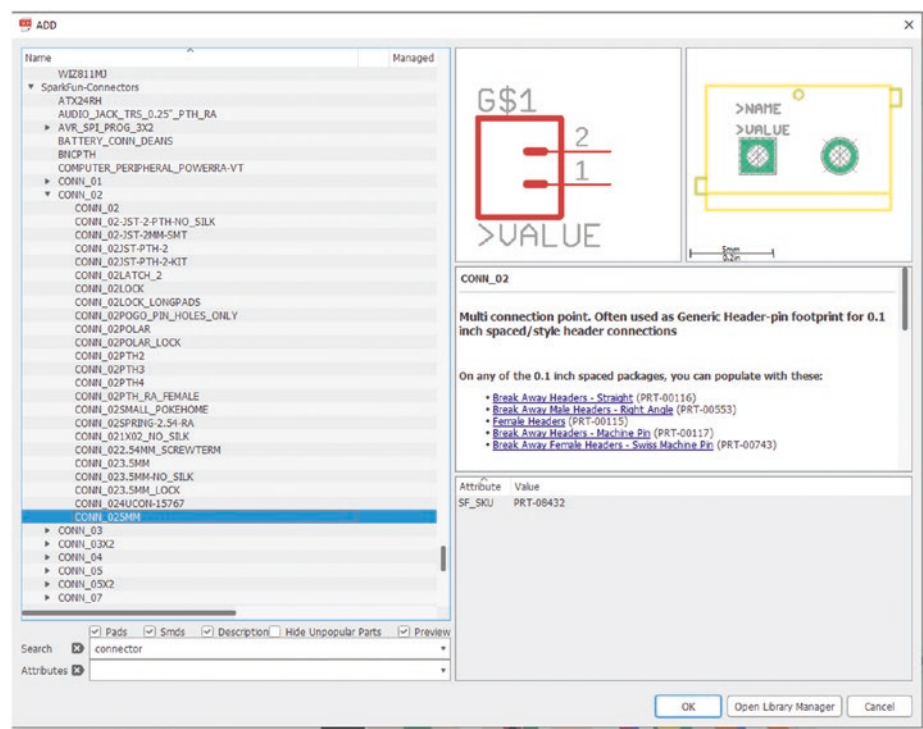 ADD
Name
Managed
WIZ811MJ
SparkFun-Connectors
ATX24RH
AUDIO_JACK_TRS_0.25"_PTH_RA
AVR_SPI_PROG_3X2
BATTERY_CONN_DEANS
BNCPTH
COMPUTER_PERIPHERAL_POWERRA-VT
CONN_01
CONN_02
CONN_02
CONN_02-JST-2-PTH-NO_SILK
CONN_02-JST-2MM-SMT
CONN_02JST-PTH-2
CONN_02JST-PTH-2-KIT
CONN_02LATCH_2
CONN_02LOCK
CONN_02LOCK_LONGPADS
CONN_02POGO_PIN_HOLES_ONLY
CONN_02POLAR
CONN_02POLAR_LOCK
CONN_02PTH2
CONN_02PTH3
CONN_02PTH4
CONN_02PTH_RA_FEMALE
CONN_02SMALL_POKEHOME
CONN_02SPRING-2.54-RA
CONN_021X02_NO_SILK
CONN_022.54MM_SCREWTERM
CONN_023.5MM
CONN_023.5MM-NO_SILK
CONN_023.5MM_LOCK
CONN_024UCON-15767
CONN_025MM
CONN_03
CONN_03X2
CONN_04
CONN_05
CONN_05X2
CONN_07
Pads Smds Description Hide Unpopular Parts Preview
Search connector
Attributes
G$1
2
1
>VALUE
>NAME
>VALUE
5mm
0.2in
CONN_02
Multi connection point. Often used as Generic Header-pin footprint for 0.1
inch spaced/style header connections
On any of the 0.1 inch spaced packages, you can populate with these:
• Break Away Headers - Straight (PRT-00116)
• Break Away Male Headers - Right Angle (PRT-00553)
• Female Headers (PRT-00115)
• Break Away Headers - Machine Pin (PRT-00117)
• Break Away Female Headers - Swiss Machine Pin (PRT-00743)
Attribute Value
SF_SKU PRT-08432
OK Open Library Manager Cancel